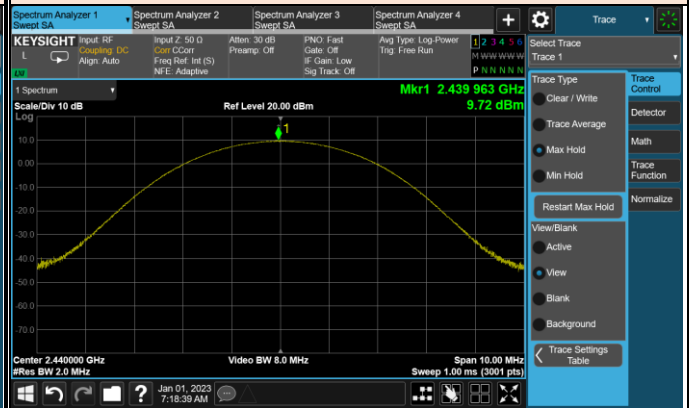 Spectrum Analyzer 1
Swept SA
Spectrum Analyzer 2
Swept SA
Spectrum Analyzer 3
Swept SA
Spectrum Analyzer 4
Swept SA
+
Trace
KEYSIGHT
L
LXI
Input: RF
Coupling: DC
Align: Auto
Input Z: 50 Ω
Corr CCorr
Freq Ref: Int (S)
NFE: Adaptive
Atten: 30 dB
Preamp: Off
PNO: Fast
Gate: Off
IF Gain: Low
Sig Track: Off
Avg Type: Log-Power
Trig: Free Run
1 2 3 4 5 6
M W W W W W
P N N N N N
Select Trace
Trace 1
1 Spectrum
Scale/Div 10 dB
Log
Ref Level 20.00 dBm
Mkr1 2.439 963 GHz
9.72 dBm
1
10.0
0.00
-10.0
-20.0
-30.0
-40.0
-50.0
-60.0
-70.0
Center 2.440000 GHz
#Res BW 2.0 MHz
Video BW 8.0 MHz
Span 10.00 MHz
Sweep 1.00 ms (3001 pts)
Trace Type
Clear / Write
Trace Average
Max Hold
Min Hold
Restart Max Hold
View/Blank
Active
View
Blank
Background
Trace Settings
Table
Trace
Control
Detector
Math
Trace
Function
Normalize
?
Jan 01, 2023
7:18:39 AM